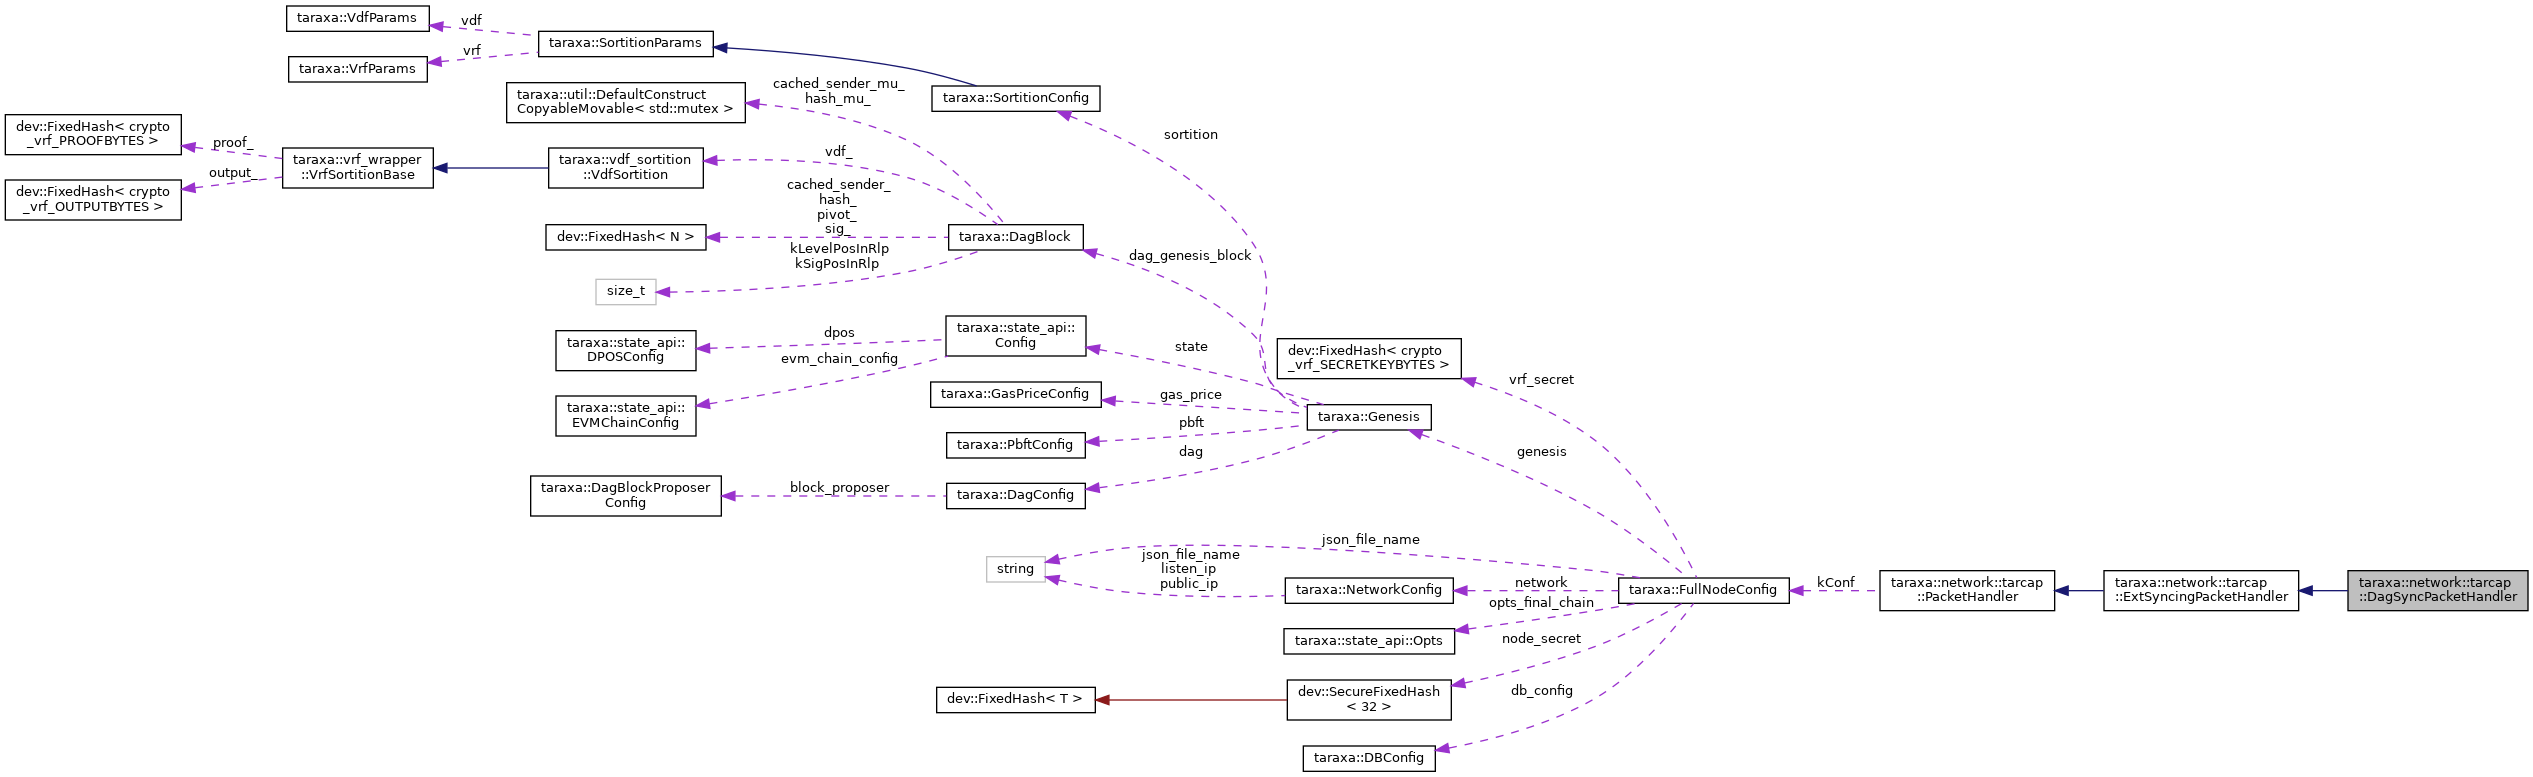 taraxa::VdfParams
vdf
taraxa::VrfParams
vrf
taraxa::SortitionParams
taraxa::util::DefaultConstruct
CopyableMovable< std::mutex >
cached_sender_mu_
hash_mu_
taraxa::SortitionConfig
sortition
dev::FixedHash< crypto
_vrf_PROOFBYTES >
proof_
dev::FixedHash< crypto
_vrf_OUTPUTBYTES >
output_
taraxa::vrf_wrapper
::VrfSortitionBase
taraxa::vdf_sortition
::VdfSortition
vdf_
cached_sender_
hash_
pivot_
sig_
dev::FixedHash< N >
kLevelPosInRlp
kSigPosInRlp
size_t
taraxa::DagBlock
dag_genesis_block
taraxa::state_api::
DPOSConfig
dpos
taraxa::state_api::
EVMChainConfig
evm_chain_config
taraxa::state_api::
Config
state
taraxa::GasPriceConfig
gas_price
taraxa::PbftConfig
pbft
taraxa::DagBlockProposer
Config
block_proposer
taraxa::DagConfig
dag
dev::FixedHash< crypto
_vrf_SECRETKEYBYTES >
vrf_secret
taraxa::Genesis
genesis
string
json_file_name
json_file_name
listen_ip
public_ip
taraxa::NetworkConfig
network
taraxa::state_api::Opts
opts_final_chain
dev::FixedHash< T >
dev::SecureFixedHash
< 32 >
node_secret
taraxa::DBConfig
db_config
taraxa::FullNodeConfig
kConf
taraxa::network::tarcap
::PacketHandler
taraxa::network::tarcap
::ExtSyncingPacketHandler
taraxa::network::tarcap
::DagSyncPacketHandler